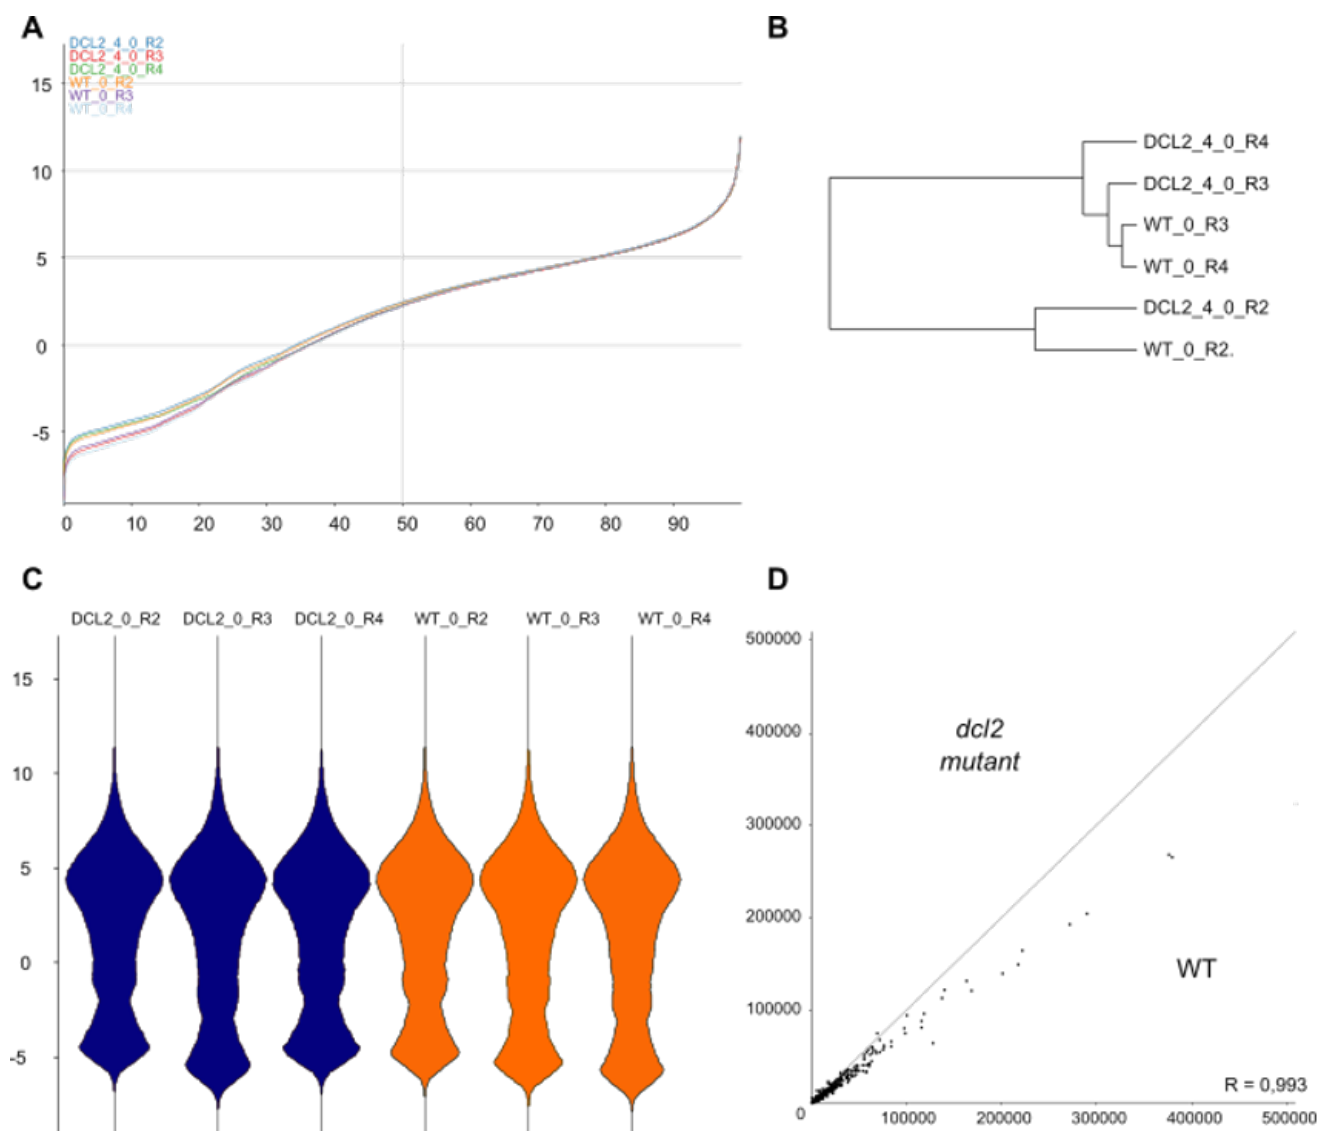 A
DCL2_4_0_R2
DCL2_4_0_R3
DCL2_4_0_R4
WT_0_R2
WT_0_R3
WT_0_R4
15
10
5
0
-5
0 10 20 30 40 50 60 70 80 90
B
DCL2_4_0_R4
DCL2_4_0_R3
WT_0_R3
WT_0_R4
DCL2_4_0_R2
WT_0_R2.
C
DCL2_0_R2 DCL2_0_R3 DCL2_0_R4 WT_0_R2 WT_0_R3 WT_0_R4
15
10
5
0
-5
D
500000
400000
300000
200000
100000
0
dcl2
mutant
WT
R = 0,993
100000 200000 300000 400000 500000